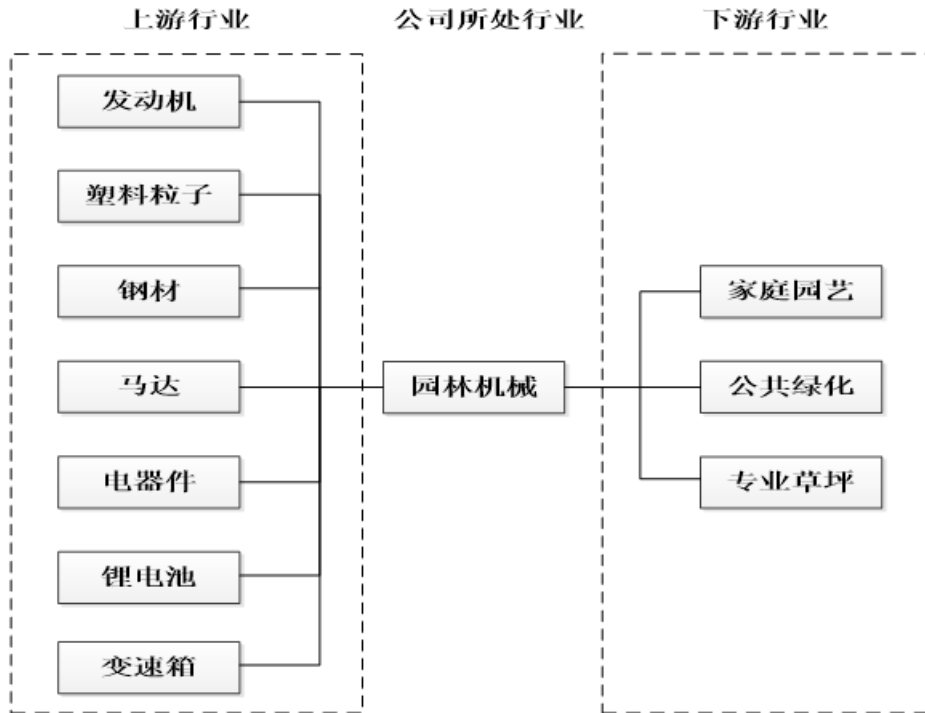 上游行业
公司所处行业
下游行业
发动机
塑料粒子
钢材
马达
电器件
锂电池
变速箱
园林机械
家庭园艺
公共绿化
专业草坪